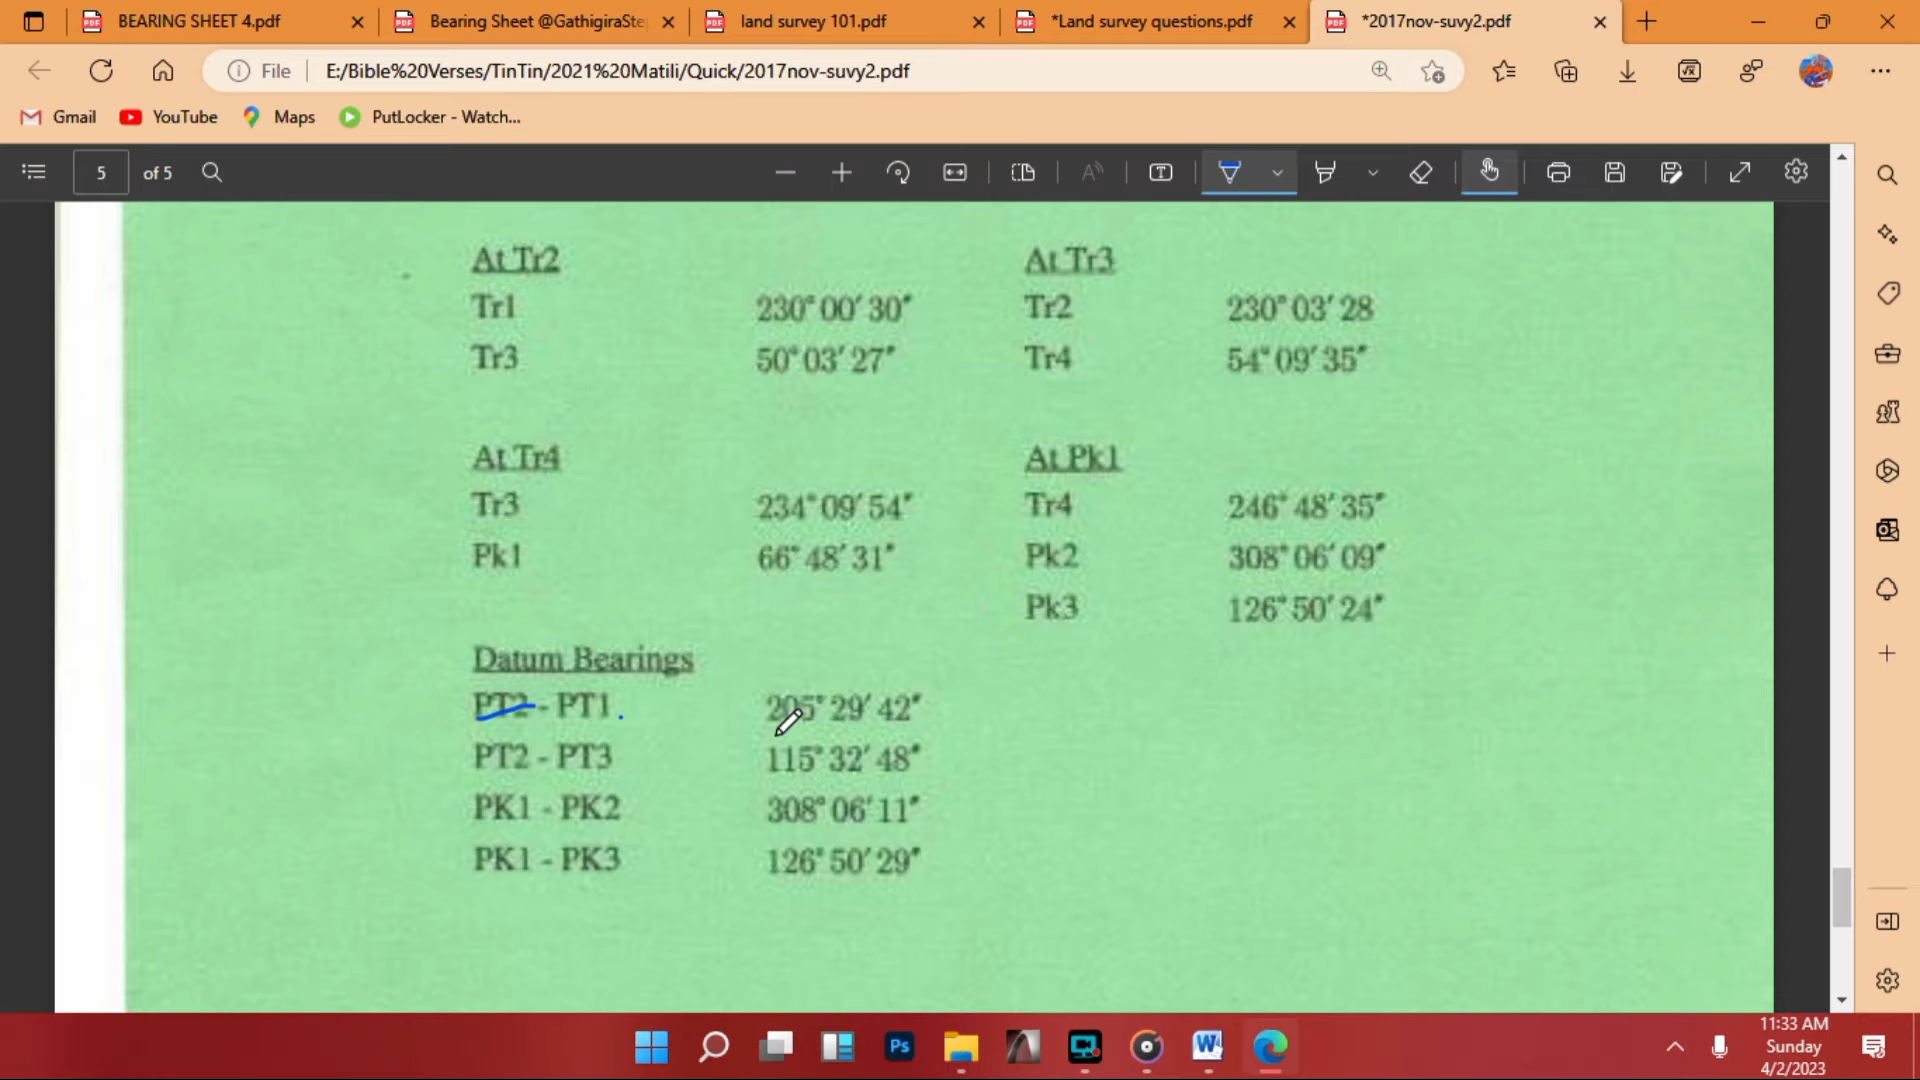 BEARING SHEET 4.pdf
Bearing Sheet @GathigiraSte
land survey 101.pdf
*Land survey questions.pdf
*2017nov-suvy2.pdf
File
E:/Bible%20Verses/TinTin/2021%20Matili/Quick/2017nov-suvy2.pdf
Gmail
YouTube
Maps
PutLocker - Watch...
5 of 5
At Tr2
Tr1 230° 00′ 30″
Tr3 50° 03′ 27″
At Tr3
Tr2 230° 03′ 28
Tr4 54° 09′ 35″
At Tr4
Tr3 234° 09′ 54″
Pk1 66° 48′ 31″
At Pk1
Tr4 246° 48′ 35″
Pk2 308° 06′ 09″
Pk3 126° 50′ 24″
Datum Bearings
PT2 - PT1 205° 29′ 42″
PT2 - PT3 115° 32′ 48″
PK1 - PK2 308° 06′ 11″
PK1 - PK3 126° 50′ 29″
Ps
11:33 AM
Sunday
4/2/2023